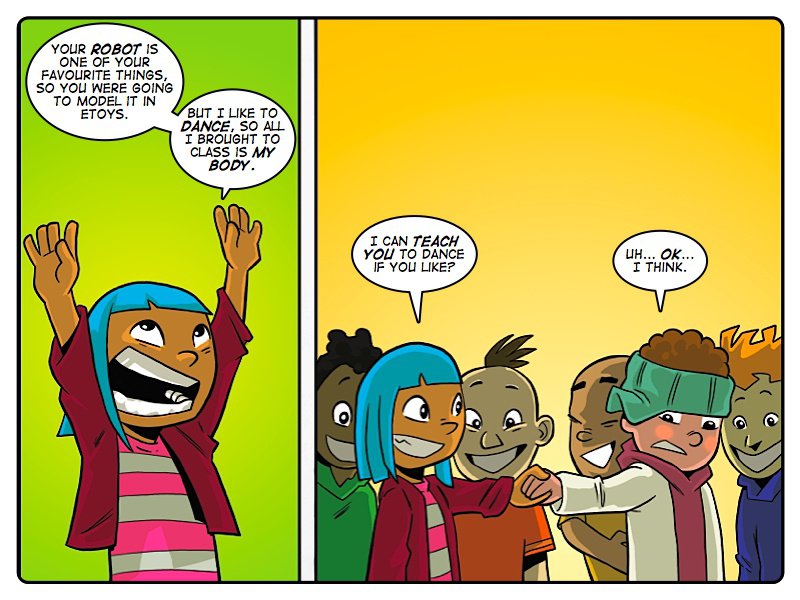 YOUR ROBOT IS
ONE OF YOUR
FAVOURITE THINGS,
SO YOU WERE GOING
TO MODEL IT IN
ETOYS.
BUT I LIKE TO
DANCE, SO ALL
I BROUGHT TO
CLASS IS MY
BODY.
I CAN TEACH
YOU TO DANCE
IF YOU LIKE?
UH... OK...
I THINK.